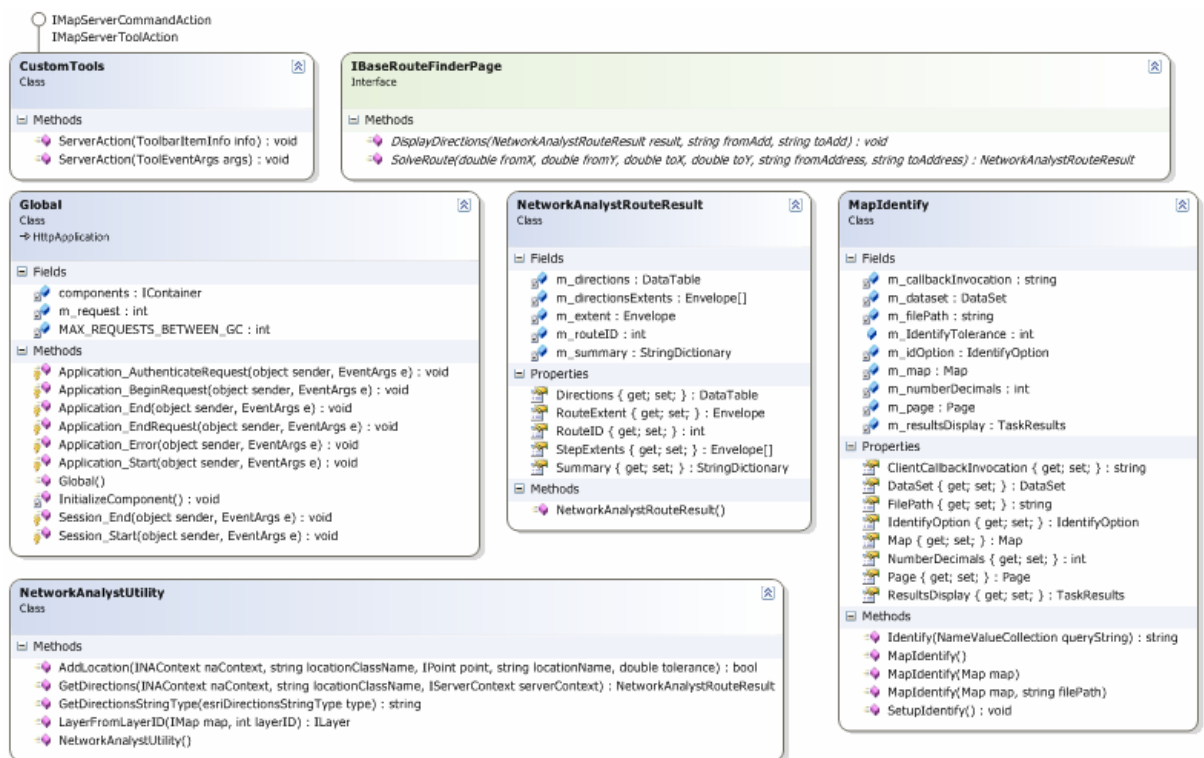 IMapServerCommandAction
IMapServerToolAction
CustomTools
Class
Methods
ServerAction(ToolbarItemInfo info) : void
ServerAction(ToolEventArgs args) : void
IBaseRouteFinderPage
Interface
Methods
DisplayDirections(NetworkAnalystRouteResult result, string fromAdd, string toAdd) : void
SolveRoute(double fromX, double fromY, double toX, double toY, string fromAddress, string toAddress) : NetworkAnalystRouteResult
Global
Class
HttpApplication
Fields
components : IContainer
m_request : int
MAX_REQUESTS_BETWEEN_GC : int
Methods
Application_AuthenticateRequest(object sender, EventArgs e) : void
Application_BeginRequest(object sender, EventArgs e) : void
Application_End(object sender, EventArgs e) : void
Application_EndRequest(object sender, EventArgs e) : void
Application_Error(object sender, EventArgs e) : void
Application_Start(object sender, EventArgs e) : void
Global()
InitializeComponent() : void
Session_End(object sender, EventArgs e) : void
Session_Start(object sender, EventArgs e) : void
NetworkAnalystRouteResult
Class
Fields
m_directions : DataTable
m_directionsExtents : Envelope[]
m_extent : Envelope
m_routeID : int
m_summary : StringDictionary
Properties
Directions { get; set; } : DataTable
RouteExtent { get; set; } : Envelope
RouteID { get; set; } : int
StepExtents { get; set; } : Envelope[]
Summary { get; set; } : StringDictionary
Methods
NetworkAnalystRouteResult()
MapIdentify
Class
Fields
m_callbackInvocation : string
m_dataset : DataSet
m_filePath : string
m_IdentifyTolerance : int
m_idOption : IdentifyOption
m_map : Map
m_numberDecimals : int
m_page : Page
m_resultsDisplay : TaskResults
Properties
ClientCallbackInvocation { get; set; } : string
DataSet { get; set; } : DataSet
FilePath { get; set; } : string
IdentifyOption { get; set; } : IdentifyOption
Map { get; set; } : Map
NumberDecimals { get; set; } : int
Page { get; set; } : Page
ResultsDisplay { get; set; } : TaskResults
Methods
Identify(NameValueCollection queryString) : string
MapIdentify()
MapIdentify(Map map)
MapIdentify(Map map, string filePath)
SetupIdentify() : void
NetworkAnalystUtility
Class
Methods
AddLocation(INAContext naContext, string locationClassName, IPoint point, string locationName, double tolerance) : bool
GetDirections(INAContext naContext, string locationClassName, IServerContext serverContext) : NetworkAnalystRouteResult
GetDirectionsStringType(esriDirectionsStringType type) : string
LayerFromLayerID(IMap map, int layerID) : ILayer
NetworkAnalystUtility()